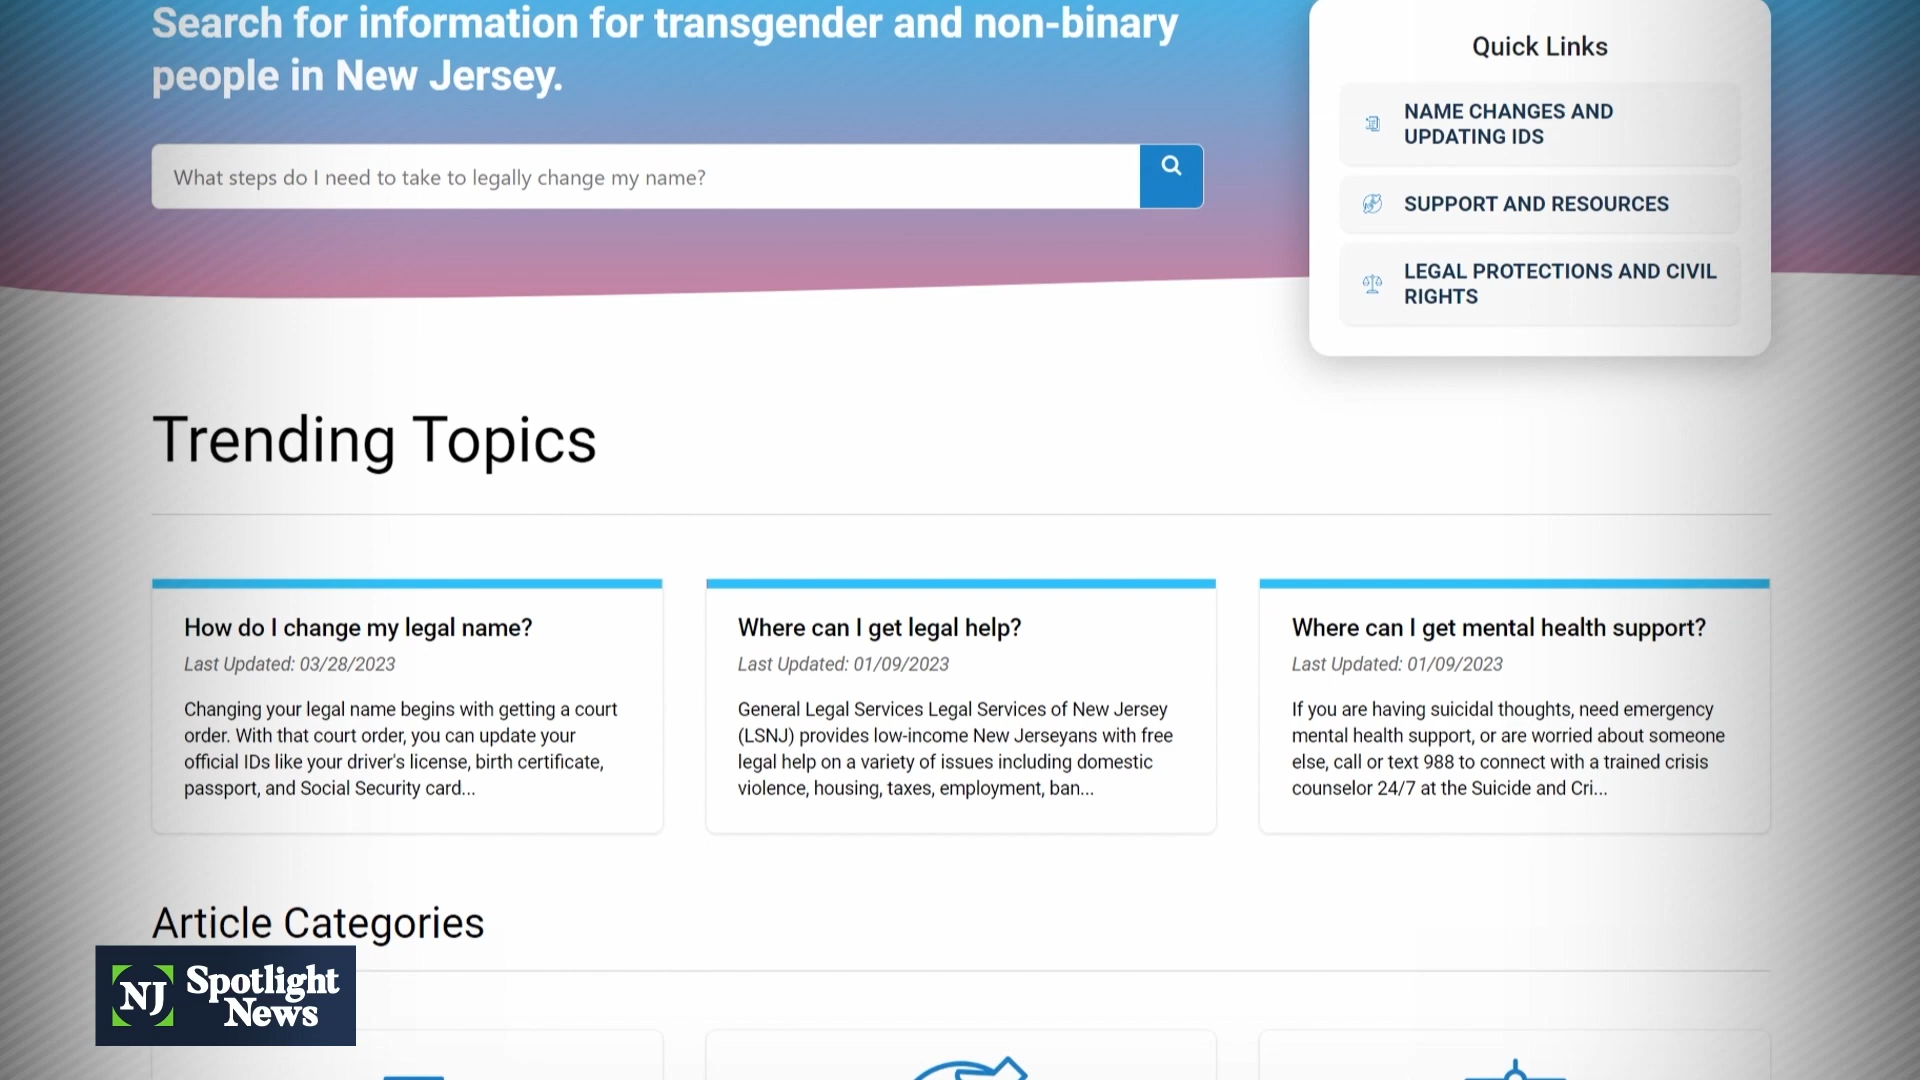 Search for information for transgender and non-binary
people in New Jersey.
What steps do I need to take to legally change my name?
Quick Links
NAME CHANGES AND
UPDATING IDS
SUPPORT AND RESOURCES
LEGAL PROTECTIONS AND CIVIL
RIGHTS
Trending Topics
How do I change my legal name?
Last Updated: 03/28/2023
Changing your legal name begins with getting a court
order. With that court order, you can update your
official IDs like your driver's license, birth certificate,
passport, and Social Security card...
Where can I get legal help?
Last Updated: 01/09/2023
General Legal Services Legal Services of New Jersey
(LSNJ) provides low-income New Jerseyans with free
legal help on a variety of issues including domestic
violence, housing, taxes, employment, ban...
Where can I get mental health support?
Last Updated: 01/09/2023
If you are having suicidal thoughts, need emergency
mental health support, or are worried about someone
else, call or text 988 to connect with a trained crisis
counselor 24/7 at the Suicide and Cri...
Article Categories
NJ Spotlight
News